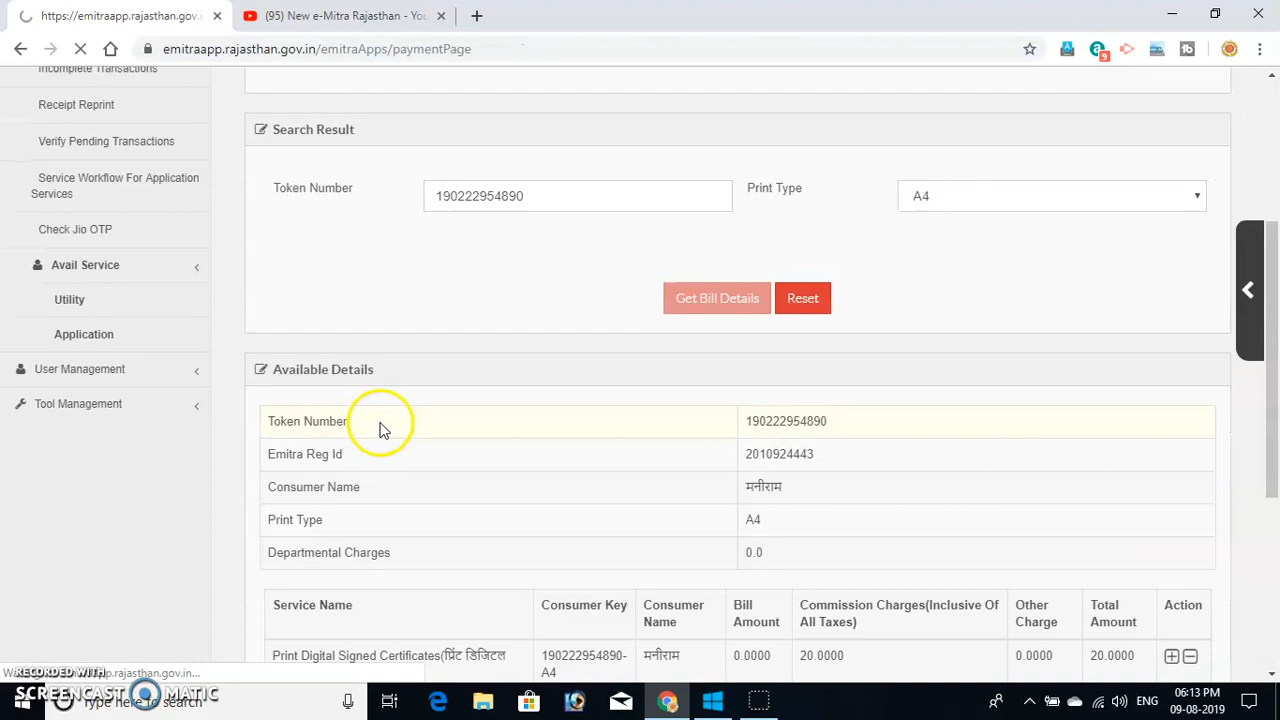 https://emitraapp.rajasthan.gov.
(95) New e-Mitra Rajasthan - You
emitraapp.rajasthan.gov.in/emitraApps/paymentPage
9
Incomplete Transactions
Receipt Reprint
Verify Pending Transactions
Service Workflow For Application
Services
Check Jio OTP
Avail Service
Utility
Application
User Management
Tool Management
Search Result
Token Number
190222954890
Print Type
A4
Get Bill Details
Reset
Available Details
Token Number 190222954890
Emitra Reg Id 2010924443
Consumer Name मनीराम
Print Type A4
Departmental Charges 0.0
Service Name Consumer Key Consumer Name Bill Amount Commission Charges(Inclusive Of All Taxes) Other Charge Total Amount Action
Print Digital Signed Certificates(प्रिंट डिजिटल 190222954890-A4 मनीराम 0.0000 20.0000 0.0000 20.0000
RECORDED WITH
SCREENCAST MATIC
app.rajasthan.gov.in...
here to search
ENG
06:13 PM
09-08-2019